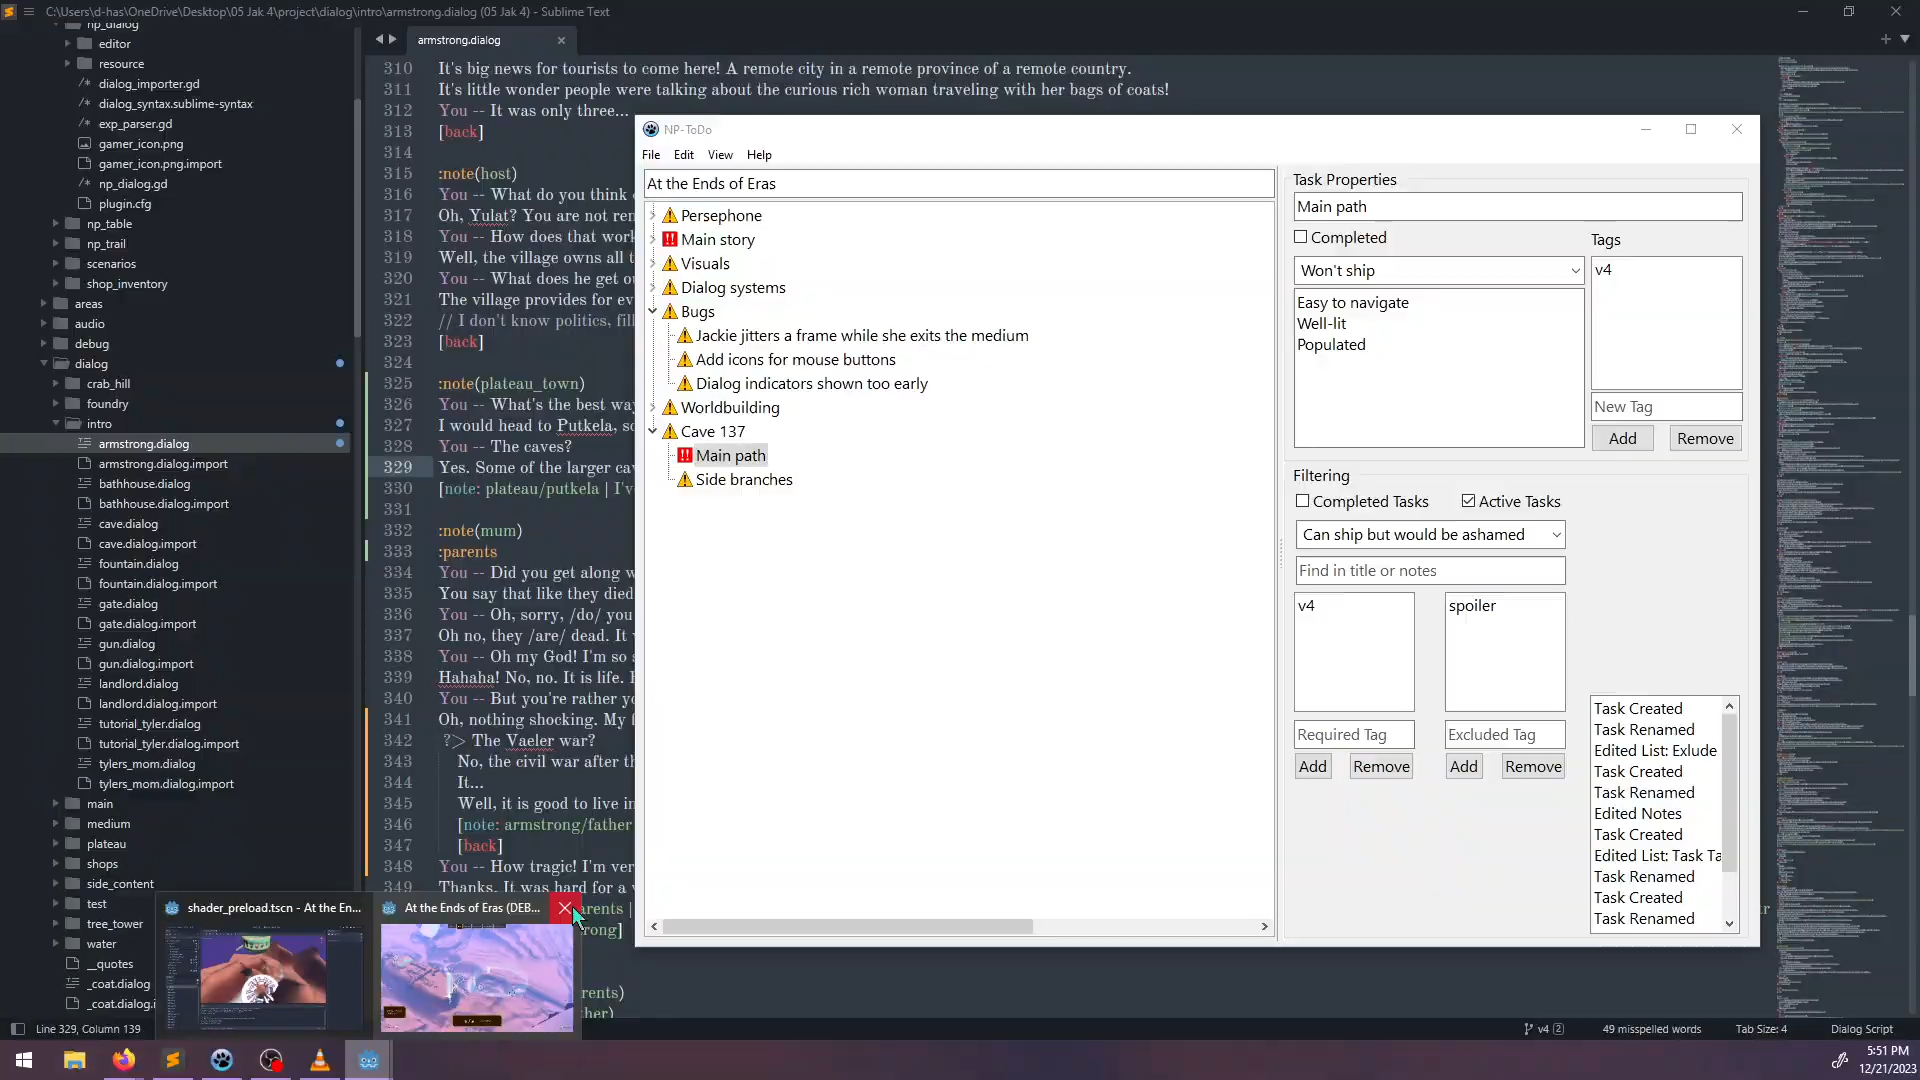 C:\Users\d-has\OneDrive\Desktop\05 Jak 4\project\dialog\intro\armstrong.dialog (05 Jak 4) - Sublime Text
np_dialog
editor
resource
dialog_importer.gd
dialog_syntax.sublime-syntax
exp_parser.gd
gamer_icon.png
gamer_icon.png.import
np_dialog.gd
plugin.cfg
np_table
np_trail
scenarios
shop_inventory
areas
audio
debug
dialog
crab_hill
foundry
intro
armstrong.dialog
armstrong.dialog.import
bathhouse.dialog
bathhouse.dialog.import
cave.dialog
cave.dialog.import
fountain.dialog
fountain.dialog.import
gate.dialog
gate.dialog.import
gun.dialog
gun.dialog.import
landlord.dialog
landlord.dialog.import
tutorial_tyler.dialog
tutorial_tyler.dialog.import
tylers_mom.dialog
tylers_mom.dialog.import
main
medium
plateau
shops
side_content
test
tree_tower
water
__quotes
_coat.dialog
_coat.dialog.i
armstrong.dialog
310 It's big news for tourists to come here! A remote city in a remote province of a remote country.
311 It's little wonder people were talking about the curious rich woman traveling with her bags of coats!
312 You -- It was only three...
313 [back]
314
315 :note(host)
316 You -- What do you think
317 Oh, Yulat? You are not ren
318 You -- How does that work
319 Well, the village owns all t
320 You -- What does he get o
321 The village provides for ev
322 // I don't know politics, fill
323 [back]
324
325 :note(plateau_town)
326 You -- What's the best way
327 I would head to Putkela, so
328 You -- The caves?
329 Yes. Some of the larger cav
330 [note: plateau/putkela | I'v
331
332 :note(mum)
333 :parents
334 You -- Did you get along w
335 You say that like they died
336 You -- Oh, sorry, /do/ you
337 Oh no, they /are/ dead. It
338 You -- Oh my God! I'm so s
339 Hahaha! No, no. It is life.
340 You -- But you're rather yo
341 Oh, nothing shocking. My f
342 ?> The Vaeler war?
343 No, the civil war after th
344 It...
345 Well, it is good to live in
346 [note: armstrong/father
347 [back]
348 You -- How tragic! I'm ver
349 Thanks. It was hard for a
arents |
rong]
rents)
her)
NP-ToDo
File Edit View Help
At the Ends of Eras
Persephone
Main story
Visuals
Dialog systems
Bugs
Jackie jitters a frame while she exits the medium
Add icons for mouse buttons
Dialog indicators shown too early
Worldbuilding
Cave 137
Main path
Side branches
Task Properties
Main path
Completed
Tags
Won't ship
v4
Easy to navigate
Well-lit
Populated
New Tag
Add Remove
Filtering
Completed Tasks Active Tasks
Can ship but would be ashamed
Find in title or notes
v4 spoiler
Required Tag Excluded Tag
Add Remove Add Remove
Task Created
Task Renamed
Edited List: Exlude
Task Created
Task Renamed
Edited Notes
Task Created
Edited List: Task Ta
Task Renamed
Task Created
Task Renamed
shader_preload.tscn - At the En...
At the Ends of Eras (DEB...
Line 329, Column 139
v4 2
49 misspelled words
Tab Size: 4
Dialog Script
5:51 PM
12/21/2023